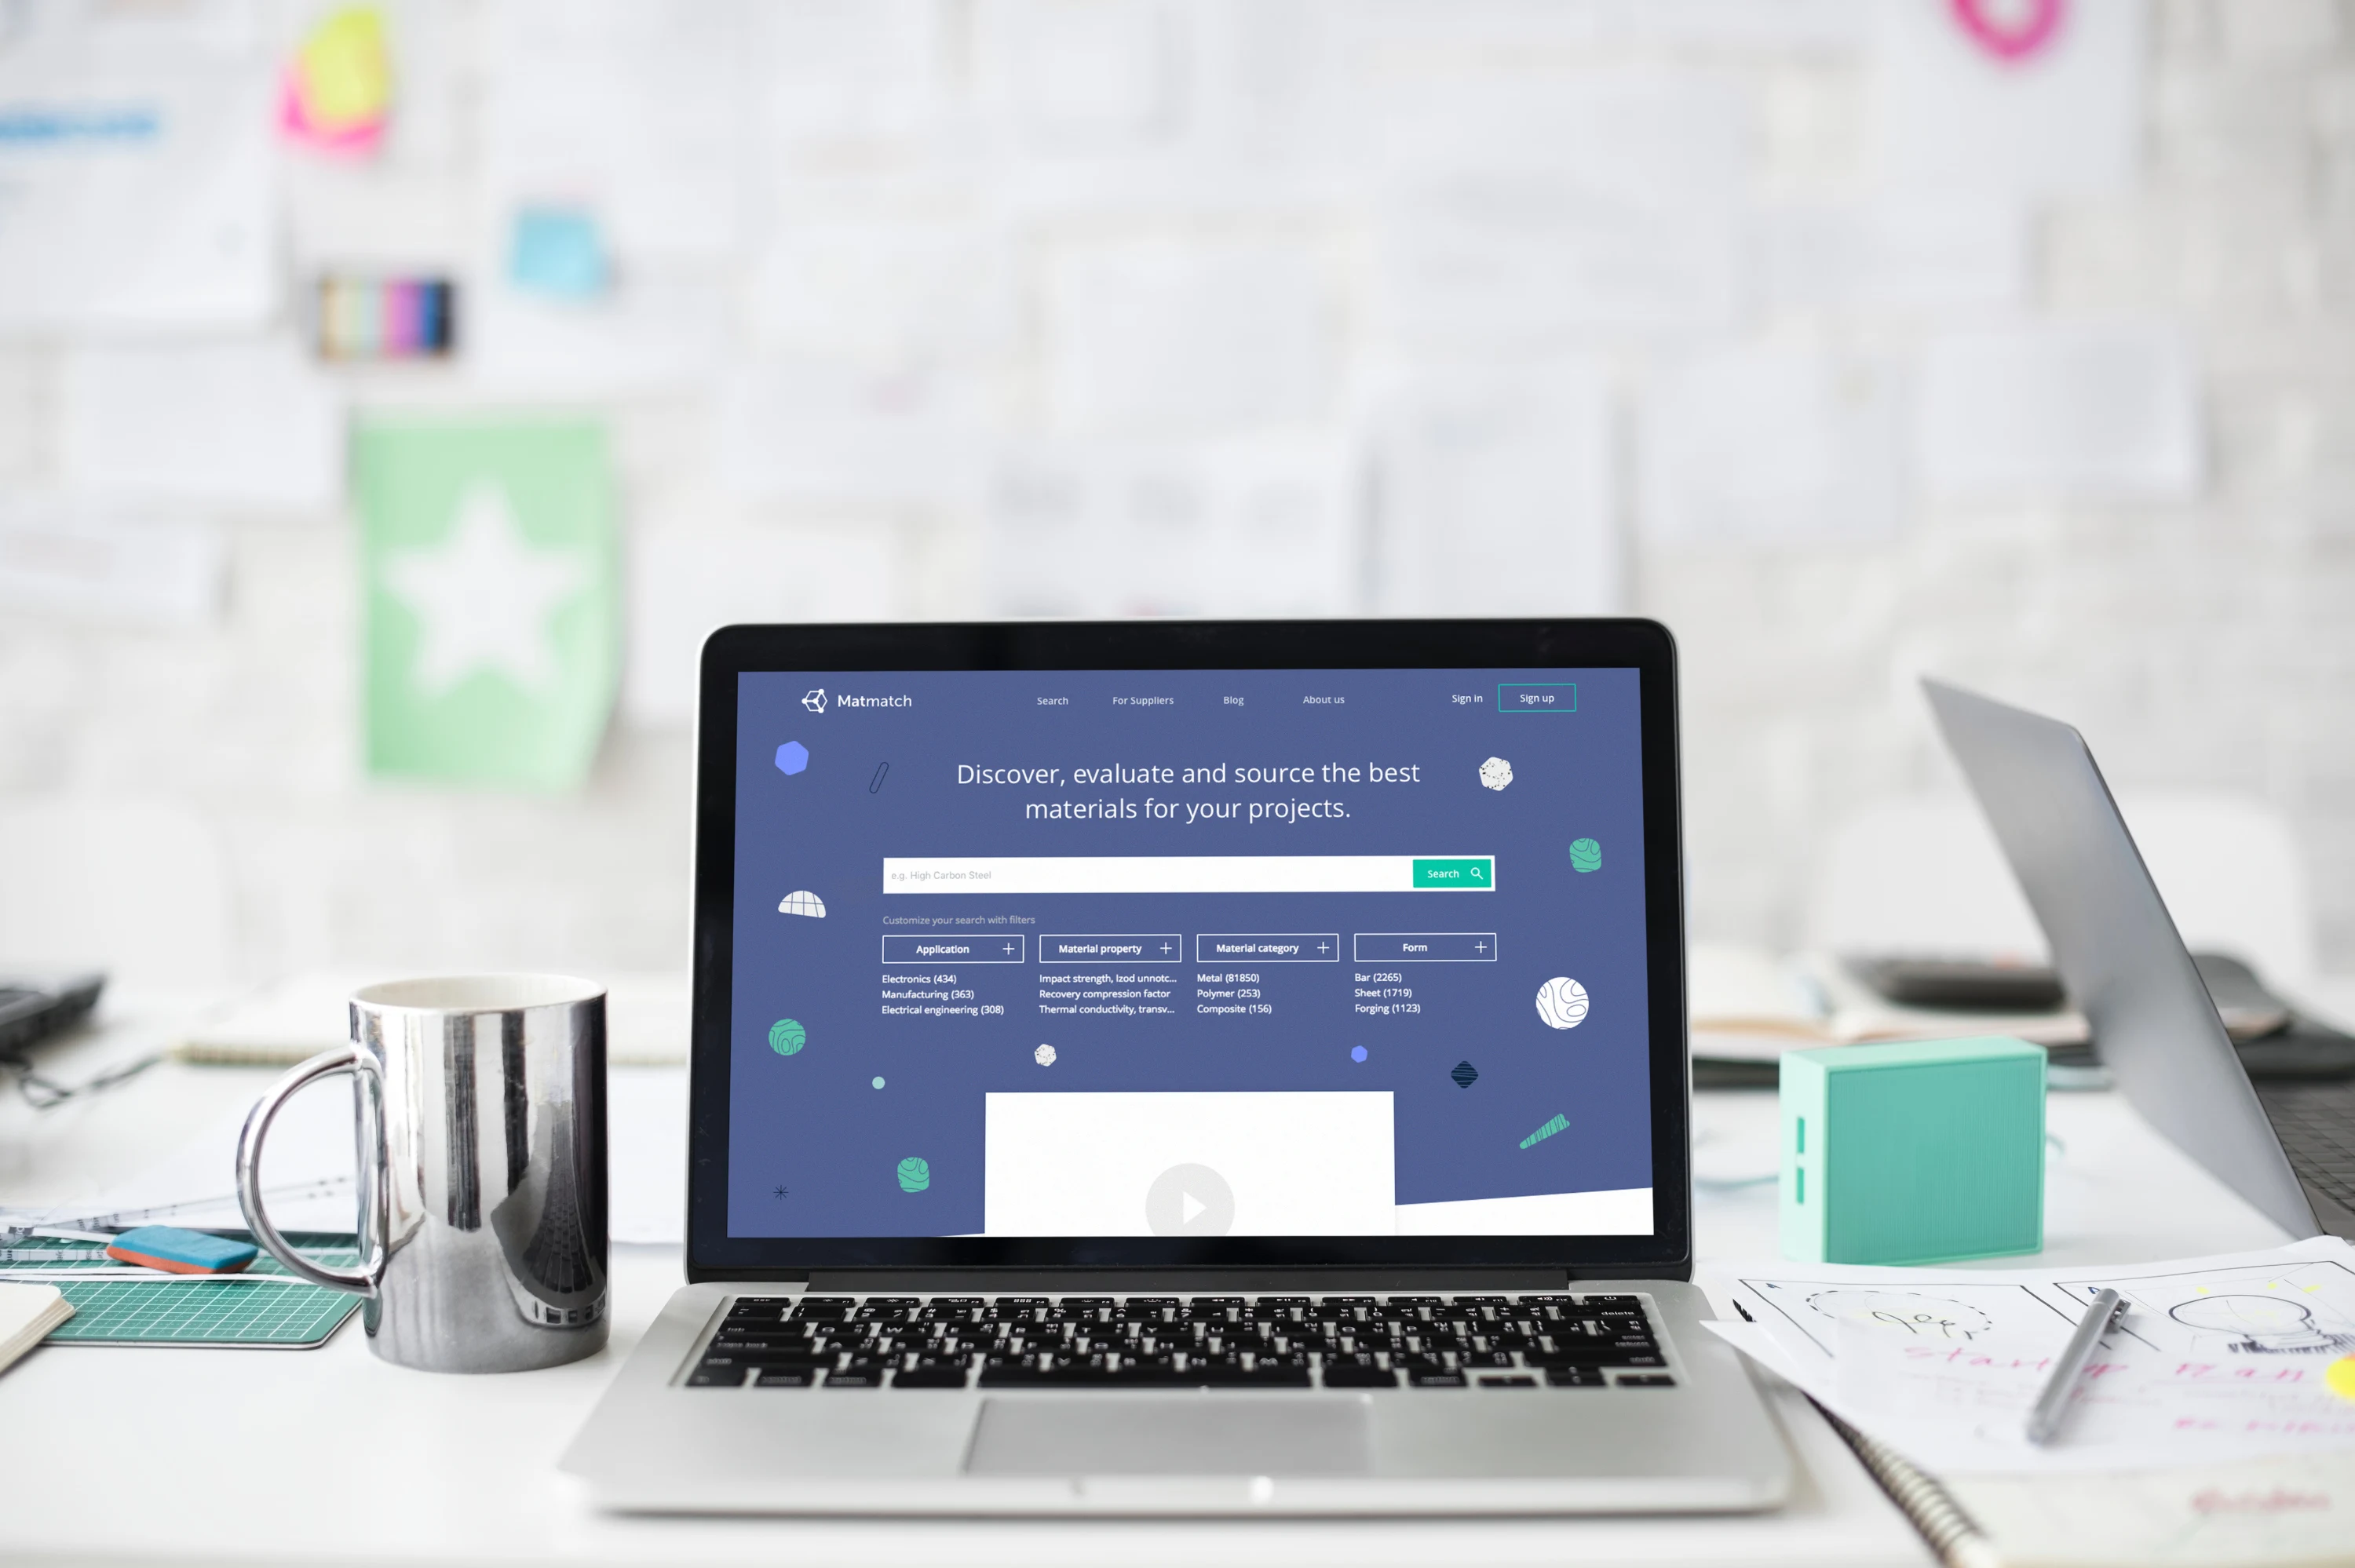 Matmatch
Search
For Suppliers
Blog
About us
Sign in
Sign up
Discover, evaluate and source the best
materials for your projects.
e.g. High Carbon Steel
Search
Customize your search with filters
Application
Material property
Material category
Form
Electronics (434)
Manufacturing (363)
Electrical engineering (308)
Impact strength, Izod unnotc...
Recovery compression factor
Thermal conductivity, transv...
Metal (81850)
Polymer (253)
Composite (156)
Bar (2265)
Sheet (1719)
Forging (1123)
delete
startup Plan